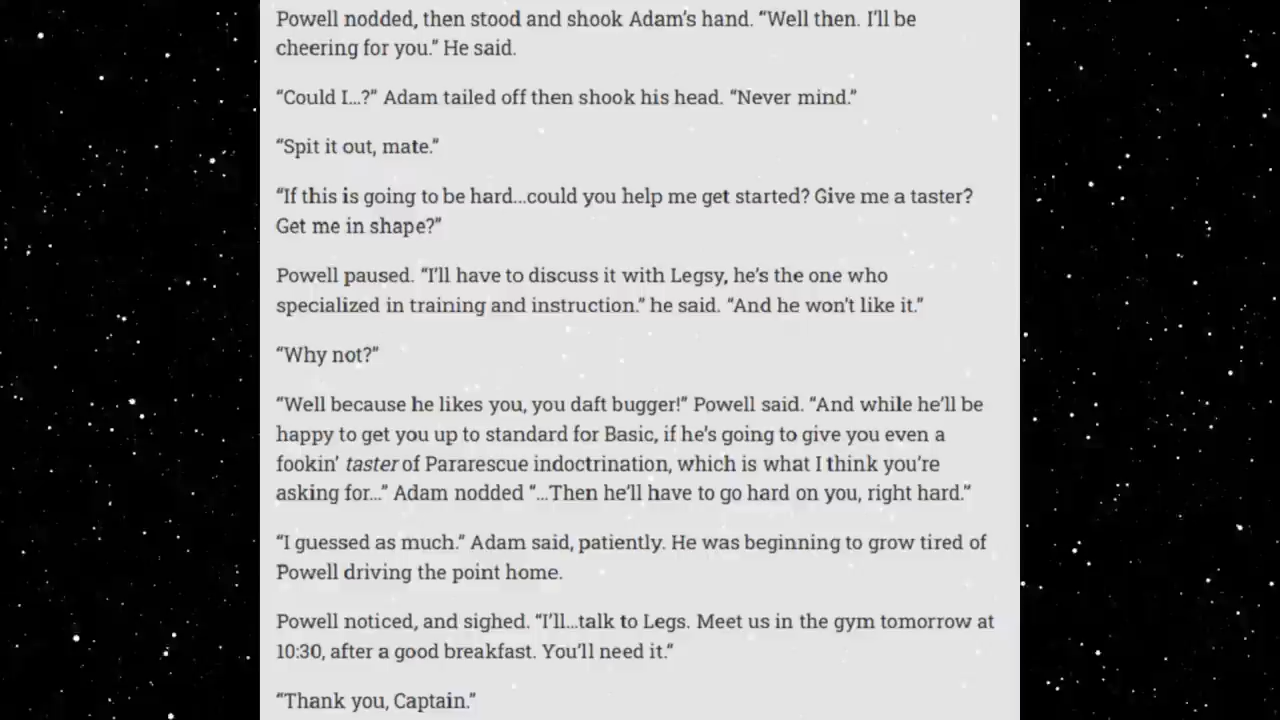 Powell nodded, then stood and shook Adam’s hand. “Well then. I’ll be
cheering for you.” He said.
“Could I…?” Adam tailed off then shook his head. “Never mind.”
“Spit it out, mate.”
“If this is going to be hard…could you help me get started? Give me a taster?
Get me in shape?”
Powell paused. “I’ll have to discuss it with Legsy, he’s the one who
specialized in training and instruction.” he said. “And he won’t like it.”
“Why not?”
“Well because he likes you, you daft bugger!” Powell said. “And while he’ll be
happy to get you up to standard for Basic, if he’s going to give you even a
fookin’ taster of Pararescue indoctrination, which is what I think you’re
asking for…” Adam nodded “…Then he’ll have to go hard on you, right hard.”
“I guessed as much.” Adam said, patiently. He was beginning to grow tired of
Powell driving the point home.
Powell noticed, and sighed. “I’ll…talk to Legs. Meet us in the gym tomorrow at
10:30, after a good breakfast. You’ll need it.”
“Thank you, Captain.”